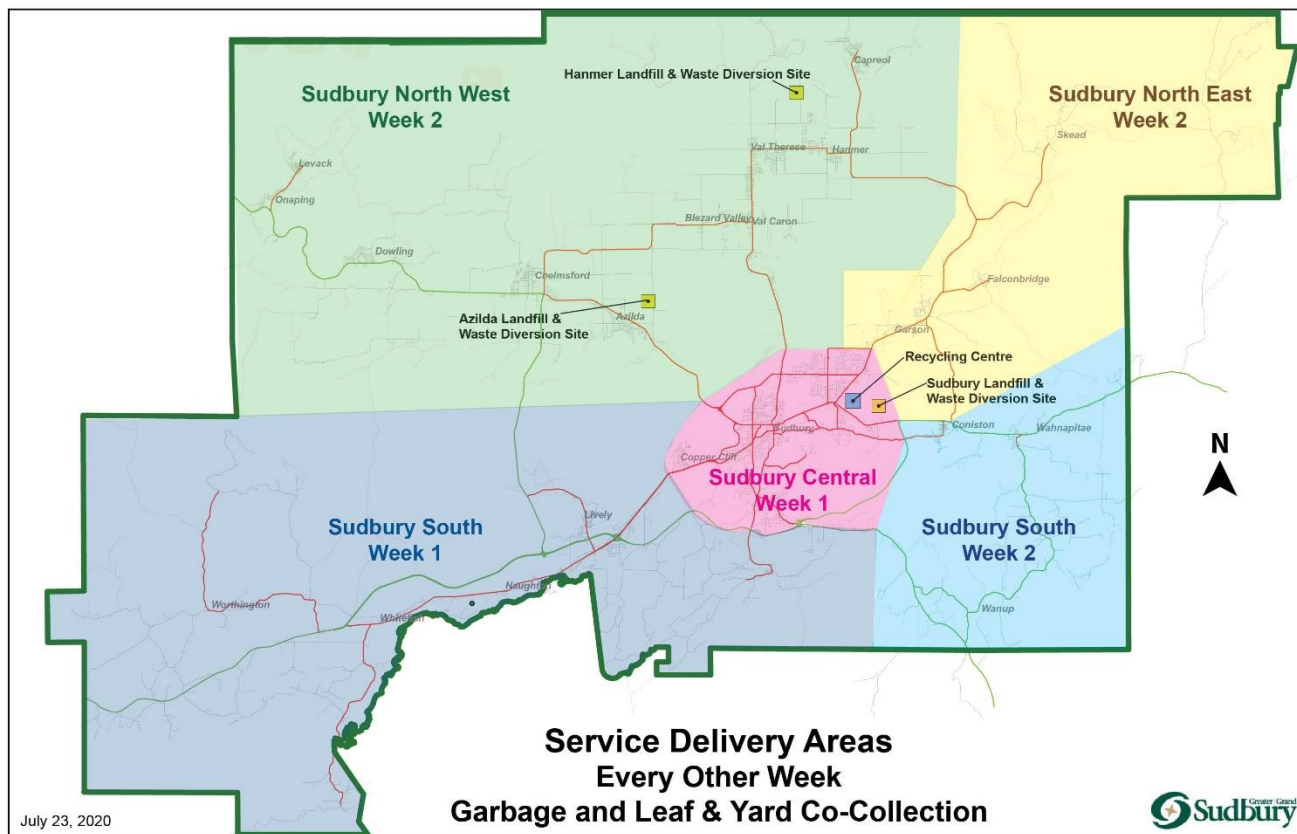 Hanmer Landfill & Waste Diversion Site
Capreol
Sudbury North West
Week 2
Sudbury North East
Week 2
Skead
Levack
Val Therese
Hanmer
Onaping
Blezard Valley
Val Caron
Dowling
Chelmsford
Falconbridge
Azilda Landfill &
Waste Diversion Site
Azilda
Garson
Recycling Centre
Sudbury Landfill &
Waste Diversion Site
Sudbury
Coniston
Wahnapitae
Copper Cliff
N
Sudbury Central
Week 1
Sudbury South
Week 1
Lively
Sudbury South
Week 2
Naughton
Worthington
Whitefish
Wanup
Service Delivery Areas
Every Other Week
Garbage and Leaf & Yard Co-Collection
July 23, 2020
Greater | Grand
Sudbury